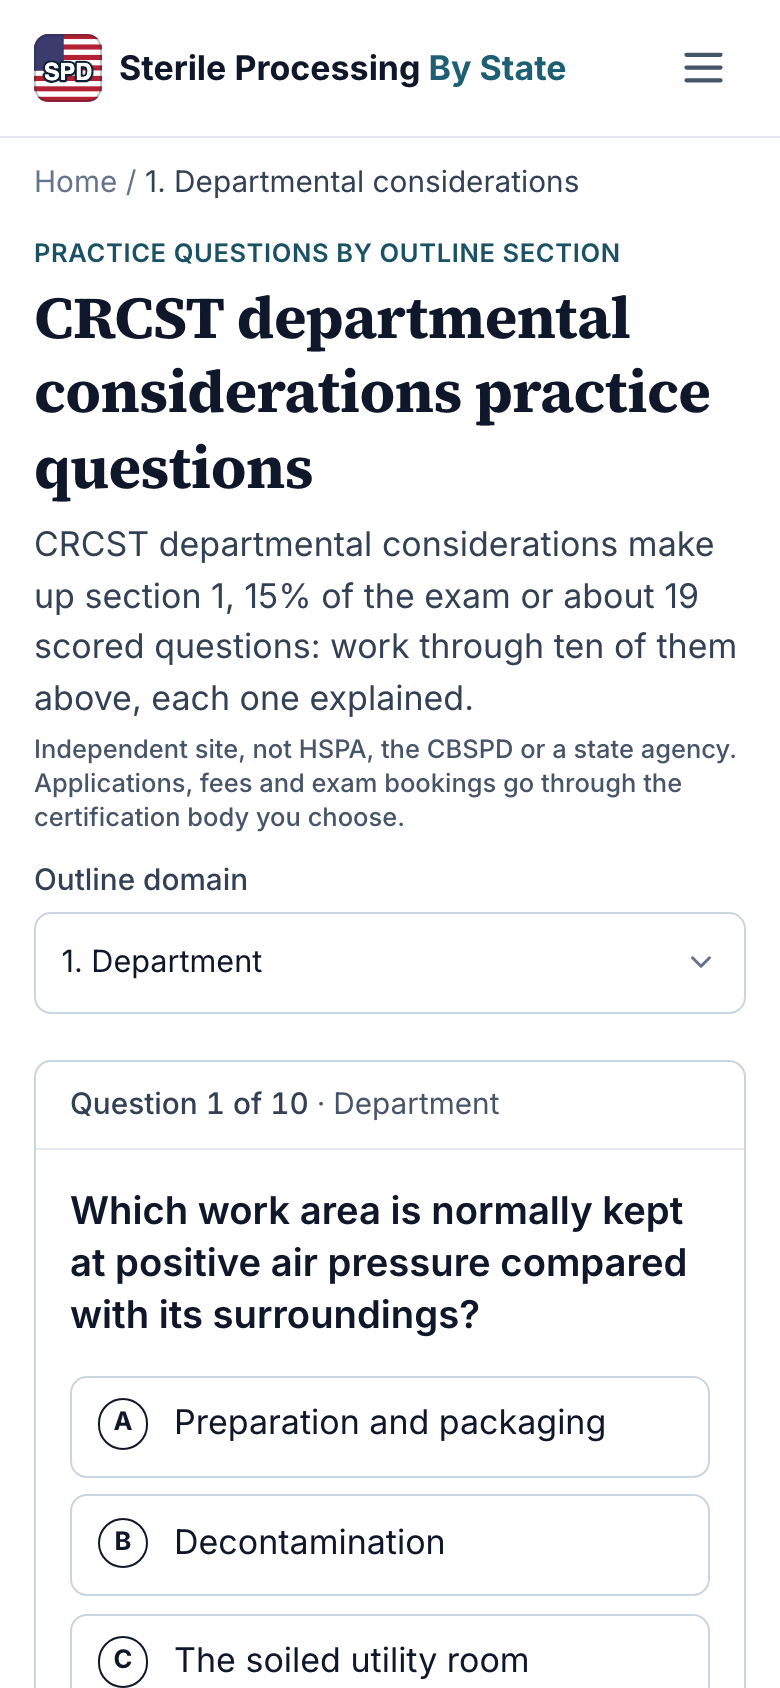 SPD
Sterile Processing By State
Home / 1. Departmental considerations
PRACTICE QUESTIONS BY OUTLINE SECTION
CRCST departmental
considerations practice
questions
CRCST departmental considerations make
up section 1, 15% of the exam or about 19
scored questions: work through ten of them
above, each one explained.
Independent site, not HSPA, the CBSPD or a state agency.
Applications, fees and exam bookings go through the
certification body you choose.
Outline domain
1. Department
Question 1 of 10 · Department
Which work area is normally kept
at positive air pressure compared
with its surroundings?
A Preparation and packaging
B Decontamination
C The soiled utility room